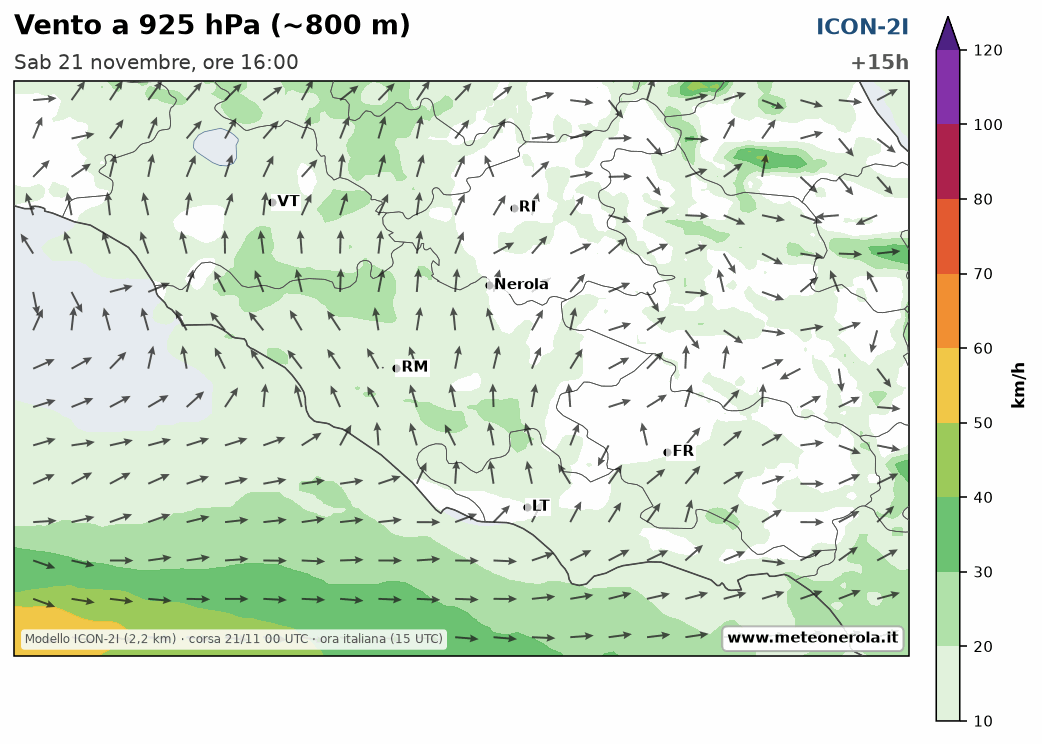 Vento a 925 hPa (~800 m)
ICON-2I
Sab 21 novembre, ore 16:00
+15h
VT
RI
Nerola
RM
FR
LT
Modello ICON-2I (2,2 km) · corsa 21/11 00 UTC · ora italiana (15 UTC)
www.meteonerola.it
120
100
80
70
60
50
40
30
20
10
km/h